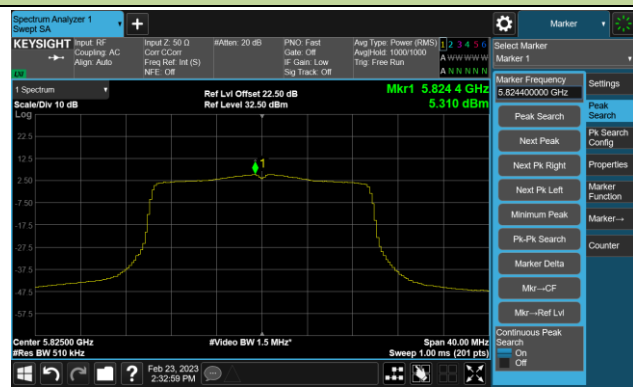 Spectrum Analyzer 1
Swept SA
+
Marker
KEYSIGHT
Input: RF
Coupling: AC
Align: Auto
Input Z: 50 Ω
Corr CCorr
Freq Ref: Int (S)
NFE: Off
#Atten: 20 dB
PNO: Fast
Gate: Off
IF Gain: Low
Sig Track: Off
Avg Type: Power (RMS)
Avg|Hold: 1000/1000
Trig: Free Run
1 2 3 4 5 6
A W W W W W
A N N N N N
LXI
Select Marker
Marker 1
1 Spectrum
Scale/Div 10 dB
Log
Ref Lvl Offset 22.50 dB
Ref Level 32.50 dBm
Mkr1 5.824 4 GHz
5.310 dBm
22.5
12.5
2.50
-7.50
-17.5
-27.5
-37.5
-47.5
-57.5
1
Center 5.82500 GHz
#Res BW 510 kHz
#Video BW 1.5 MHz*
Span 40.00 MHz
Sweep 1.00 ms (201 pts)
Marker Frequency
5.824400000 GHz
Peak Search
Next Peak
Next Pk Right
Next Pk Left
Minimum Peak
Pk-Pk Search
Marker Delta
Mkr→CF
Mkr→Ref Lvl
Continuous Peak
Search
On
Off
Settings
Peak
Search
Pk Search
Config
Properties
Marker
Function
Marker→
Counter
?
Feb 23, 2023
2:32:59 PM